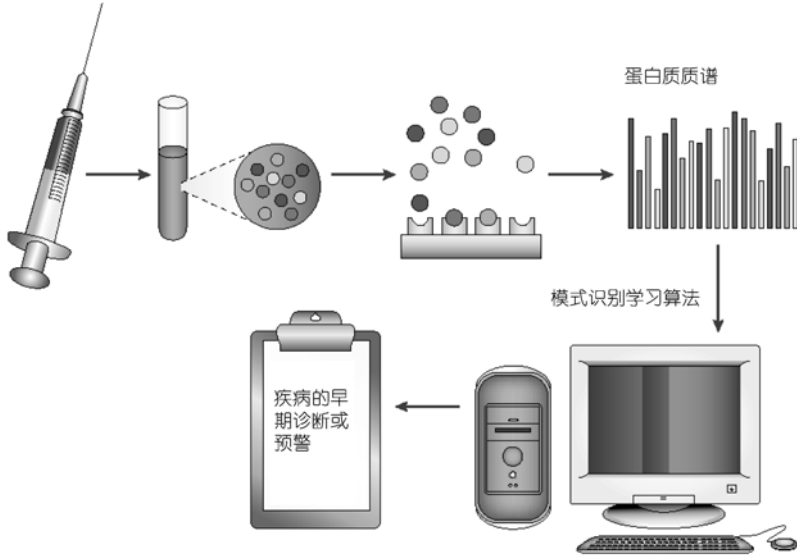 蛋白质质谱
模式识别学习算法
疾病的早
期诊断或
预警